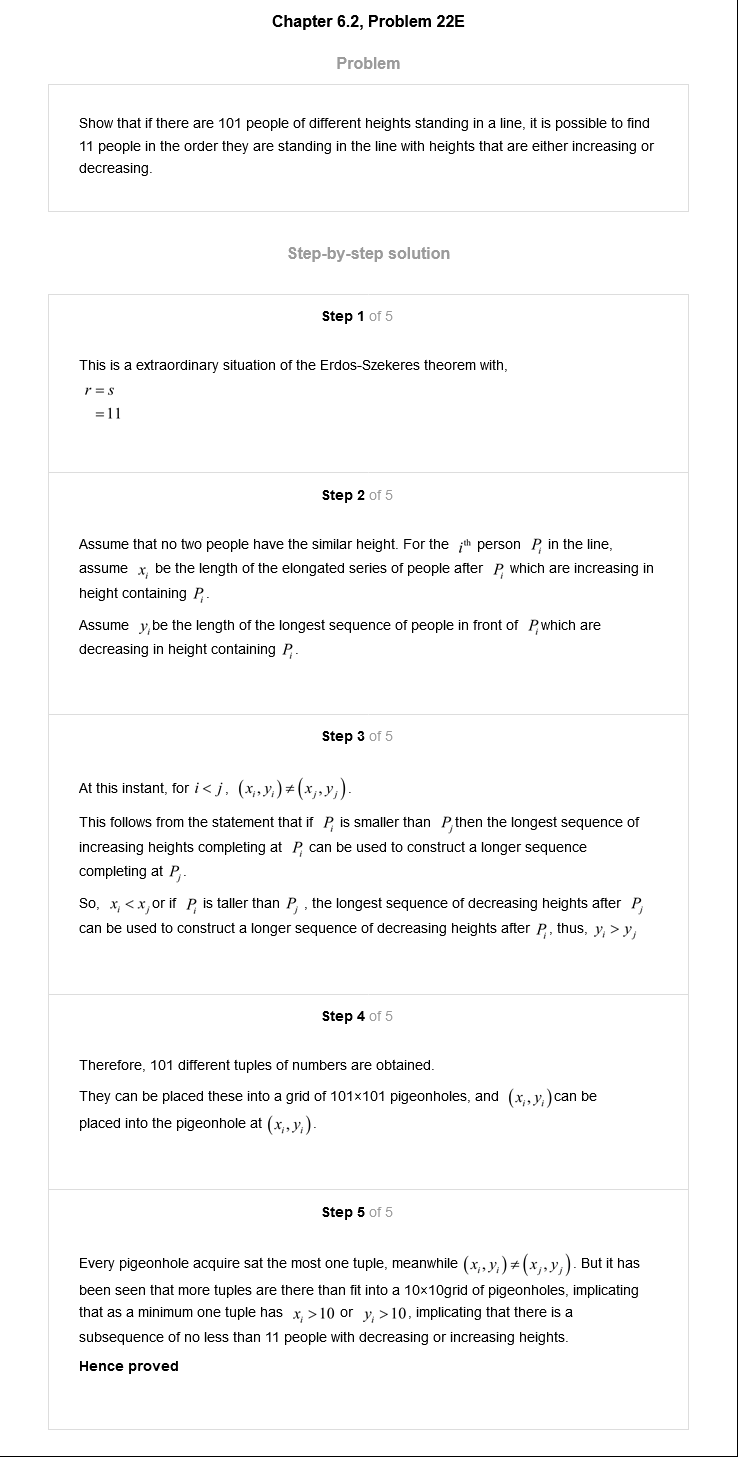 Chapter 6.2, Problem 22E
Problem
Show that if there are 101 people of different heights standing in a line, it is possible to find
11 people in the order they are standing in the line with heights that are either increasing or
decreasing.
Step-by-step solution
Step 1 of 5
This is a extraordinary situation of the Erdos-Szekeres theorem with,
r = s
= 11
Step 2 of 5
Assume that no two people have the similar height. For the i^th person P_i in the line,
assume x_i be the length of the elongated series of people after P_i which are increasing in
height containing P_i.
Assume y_i be the length of the longest sequence of people in front of P_i which are
decreasing in height containing P_i.
Step 3 of 5
At this instant, for i < j, (x_i, y_i) ≠ (x_j, y_j).
This follows from the statement that if P_i is smaller than P_j then the longest sequence of
increasing heights completing at P_i can be used to construct a longer sequence
completing at P_j.
So, x_i < x_j or if P_i is taller than P_j , the longest sequence of decreasing heights after P_j
can be used to construct a longer sequence of decreasing heights after P_i, thus, y_i > y_j
Step 4 of 5
Therefore, 101 different tuples of numbers are obtained.
They can be placed these into a grid of 101×101 pigeonholes, and (x_i, y_i) can be
placed into the pigeonhole at (x_i, y_i).
Step 5 of 5
Every pigeonhole acquire sat the most one tuple, meanwhile (x_i, y_i) ≠ (x_j, y_j). But it has
been seen that more tuples are there than fit into a 10×10grid of pigeonholes, implicating
that as a minimum one tuple has x_i > 10 or y_i > 10, implicating that there is a
subsequence of no less than 11 people with decreasing or increasing heights.
Hence proved